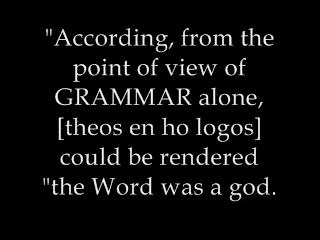 "According, from the
point of view of
GRAMMAR alone,
[theos en ho logos]
could be rendered
"the Word was a god.